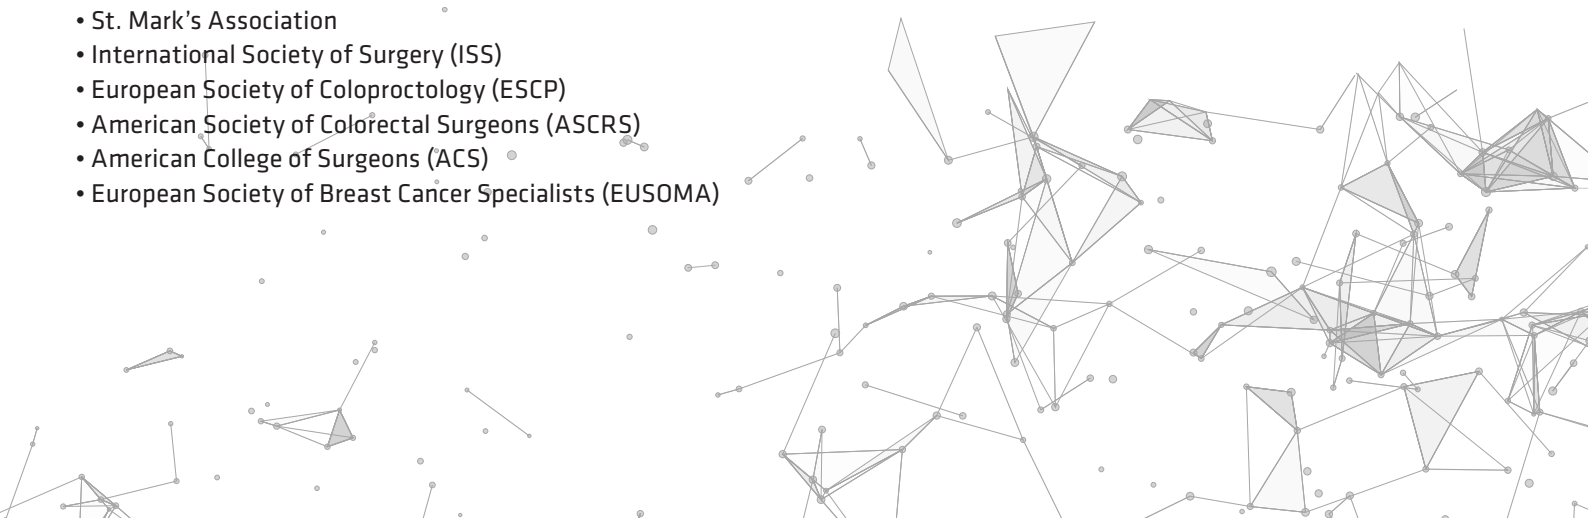 • St. Mark’s Association
• International Society of Surgery (ISS)
• European Society of Coloproctology (ESCP)
• American Society of Colorectal Surgeons (ASCRS)
• American College of Surgeons (ACS)
• European Society of Breast Cancer Specialists (EUSOMA)